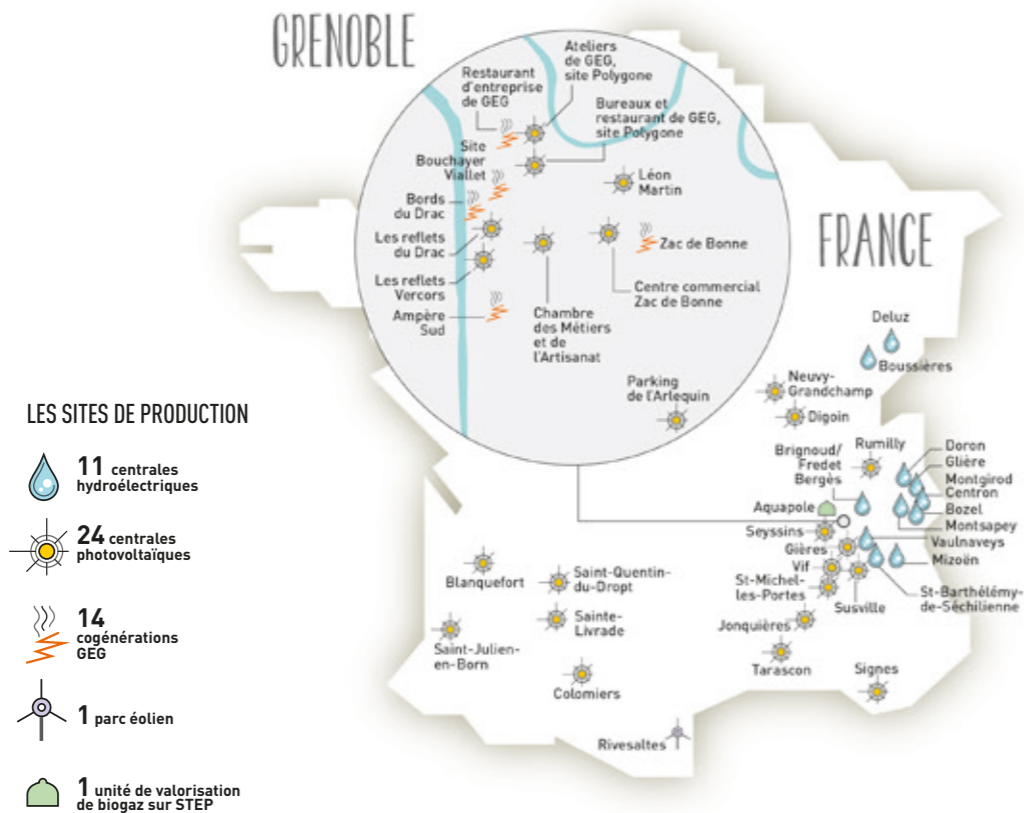 GRENOBLE
Ateliers
de GEG,
site Polygone
Restaurant
d'entreprise
de GEG
Bureaux et
restaurant de GEG,
site Polygone
Site
Bouchayer
Viallet
Léon
Martin
Bords
du Drac
Les reflets
du Drac
Zac de Bonne
Les reflets
Vercors
Centre commercial
Zac de Bonne
Ampère
Sud
Chambre
des Métiers
et de
l'Artisanat
Parking
de l'Arlequin
FRANCE
Deluz
Boussières
Neuvy-
Grandchamp
Digoin
Rumilly
Brignoud/
Fredet
Bergès
Doron
Glière
Montgirod
Centron
Bozel
Montsapey
Aquapole
Seyssins
Vaulnaveys
Gières
Mizoën
Vif
St-Michel-
les-Portes
Susville
St-Barthélémy-
de-Séchilienne
Jonquières
Tarascon
Signes
Blanquefort
Saint-Quentin-
du-Dropt
Sainte-
Livrade
Saint-Julien-
en-Born
Colomiers
Rivesaltes
LES SITES DE PRODUCTION
11 centrales
hydroélectriques
24 centrales
photovoltaïques
14
cogénérations
GEG
1 parc éolien
1 unité de valorisation
de biogaz sur STEP